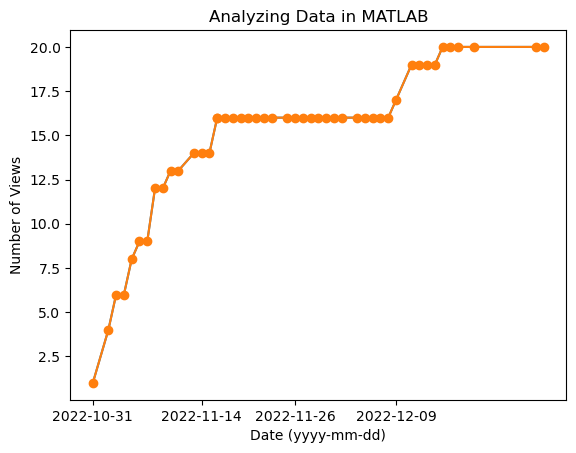 Analyzing Data in MATLAB
Number of Views
20.0
17.5
15.0
12.5
10.0
7.5
5.0
2.5
2022-10-31 2022-11-14 2022-11-26 2022-12-09
Date (yyyy-mm-dd)